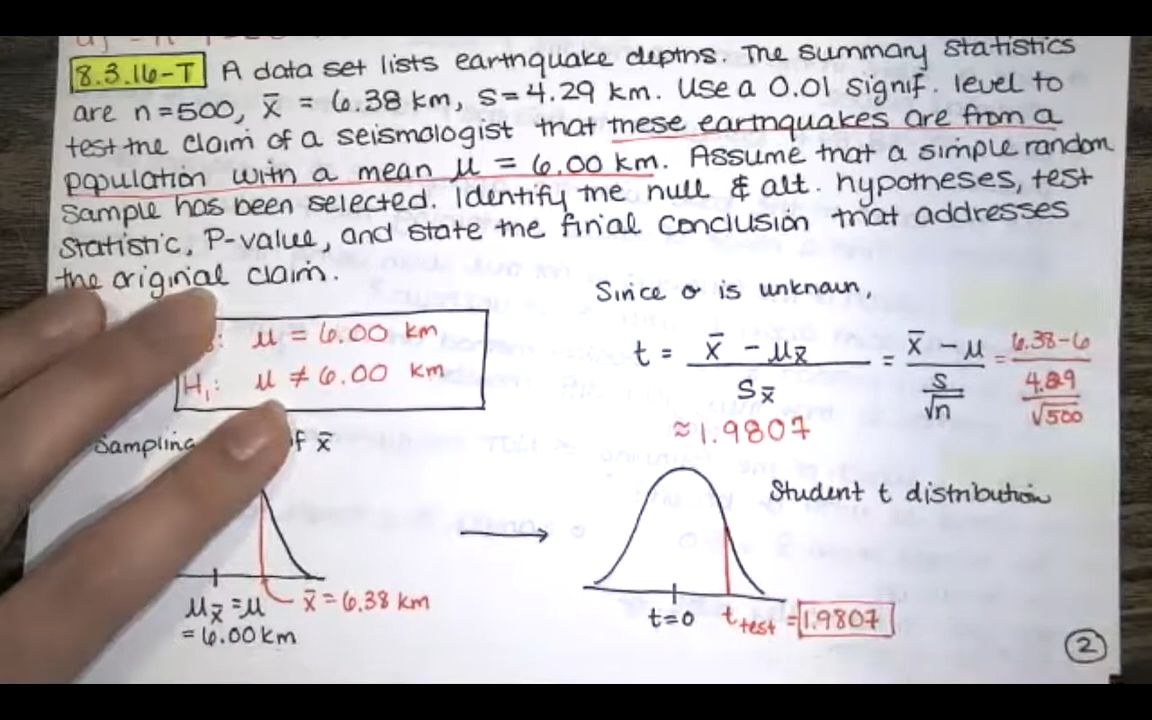 8.3.16-T A data set lists earthquake depths. The summary statistics
are n=500, x̄ = 6.38 km, s=4.29 km. Use a 0.01 signif. level to
test the claim of a seismologist that these earthquakes are from a
population with a mean μ = 6.00 km. Assume that a simple random
sample has been selected. Identify the null & alt. hypotheses, test
statistic, P-value, and state the final conclusion that addresses
the original claim.
Since σ is unknown,
: μ = 6.00 km
H₁: μ ≠ 6.00 km
t = x̄ - μx̄ / Sx̄ = x̄ - μ / s/√n = 6.38-6 / 4.29/√500
≈1.9807
Sampling of x̄
Student t distribution
μx̄ = μ
= 6.00 km
x̄ = 6.38 km
t=0
t test = 1.9807
2